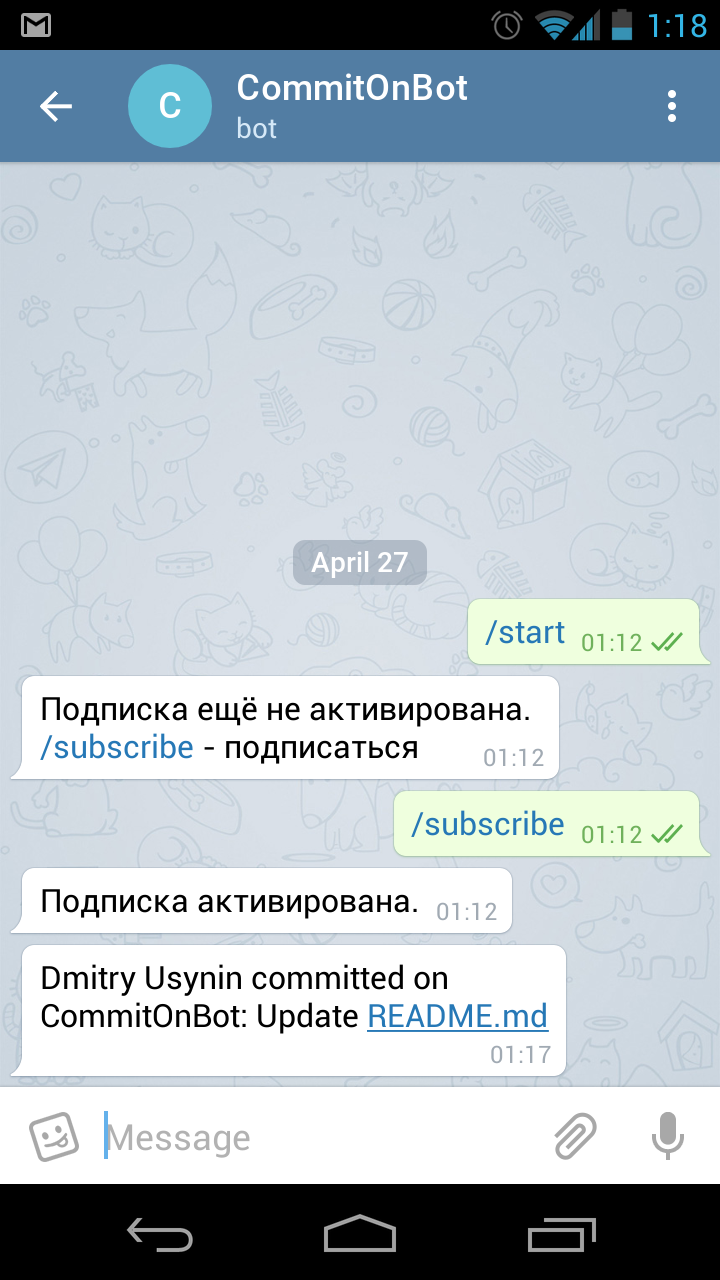 1:18
C
CommitOnBot
bot
April 27
/start 01:12
Подписка ещё не активирована.
/subscribe - подписаться 01:12
/subscribe 01:12
Подписка активирована. 01:12
Dmitry Usynin committed on
CommitOnBot: Update README.md
01:17
Message